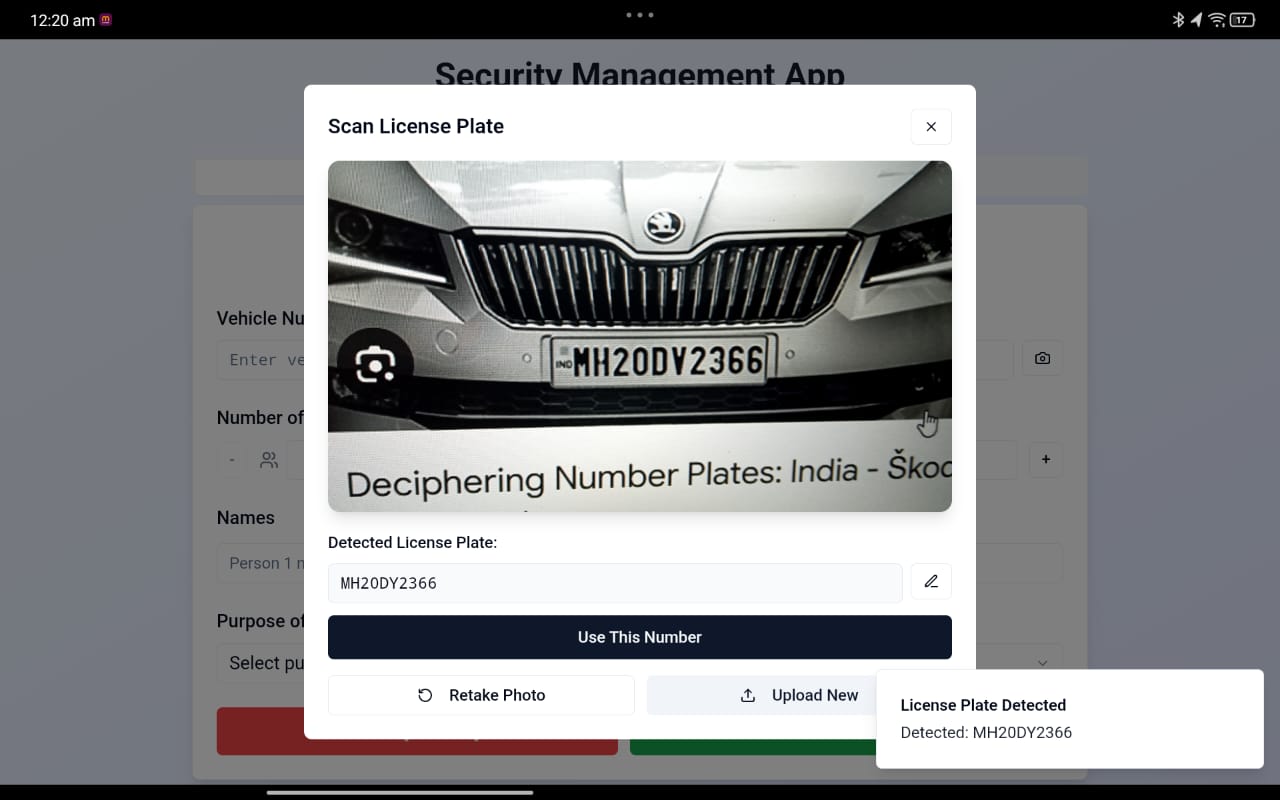 12:20 am
17
Security Management App
Scan License Plate
IND MH20DV2366
Deciphering Number Plates: India - Škod
Vehicle Nu
Enter ve
Number of
-
+
Names
Person 1 n
Purpose of
Select pu
Detected License Plate:
MH20DY2366
Use This Number
Retake Photo
Upload New
License Plate Detected
Detected: MH20DY2366